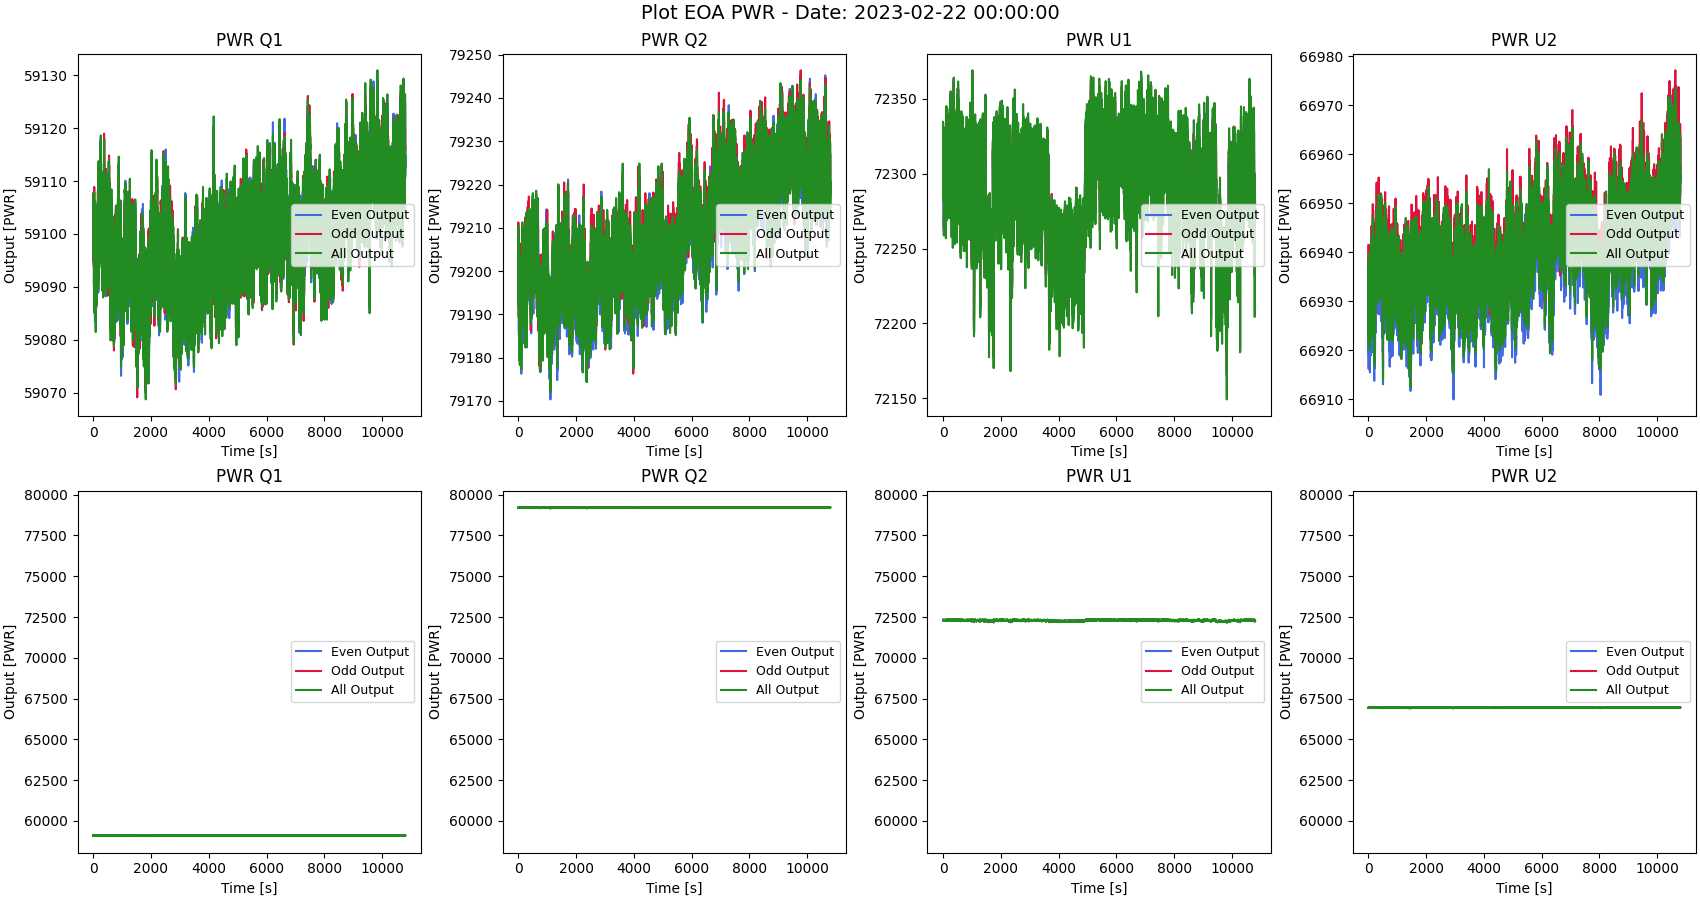 Plot EOA PWR - Date: 2023-02-22 00:00:00
PWR Q1
Output [PWR]
59130
59120
59110
59100
59090
59080
59070
0 2000 4000 6000 8000 10000
Time [s]
Even Output
Odd Output
All Output
PWR Q2
Output [PWR]
79250
79240
79230
79220
79210
79200
79190
79180
79170
0 2000 4000 6000 8000 10000
Time [s]
Even Output
Odd Output
All Output
PWR U1
Output [PWR]
72350
72300
72250
72200
72150
0 2000 4000 6000 8000 10000
Time [s]
Even Output
Odd Output
All Output
PWR U2
Output [PWR]
66980
66970
66960
66950
66940
66930
66920
66910
0 2000 4000 6000 8000 10000
Time [s]
Even Output
Odd Output
All Output
PWR Q1
Output [PWR]
80000
77500
75000
72500
70000
67500
65000
62500
60000
0 2000 4000 6000 8000 10000
Time [s]
Even Output
Odd Output
All Output
PWR Q2
Output [PWR]
80000
77500
75000
72500
70000
67500
65000
62500
60000
0 2000 4000 6000 8000 10000
Time [s]
Even Output
Odd Output
All Output
PWR U1
Output [PWR]
80000
77500
75000
72500
70000
67500
65000
62500
60000
0 2000 4000 6000 8000 10000
Time [s]
Even Output
Odd Output
All Output
PWR U2
Output [PWR]
80000
77500
75000
72500
70000
67500
65000
62500
60000
0 2000 4000 6000 8000 10000
Time [s]
Even Output
Odd Output
All Output